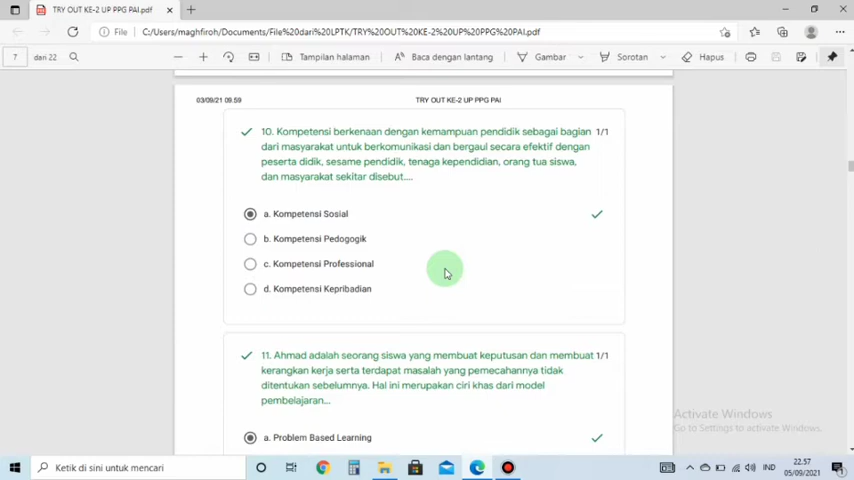 TRY OUT KE-2 UP PPG PAI.pdf
File
C:/Users/maghfiroh/Documents/File%20dari%20LPTK/TRY%20OUT%20KE-2%20UP%20PPG%20PAI.pdf
7 dari 22
Tampilan halaman
Baca dengan lantang
Gambar
Sorotan
Hapus
03/09/21 09.59
TRY OUT KE-2 UP PPG PAI
10. Kompetensi berkenaan dengan kemampuan pendidik sebagai bagian 1/1
dari masyarakat untuk berkomunikasi dan bergaul secara efektif dengan
peserta didik, sesame pendidik, tenaga kependidian, orang tua siswa,
dan masyarakat sekitar disebut....
a. Kompetensi Sosial
b. Kompetensi Pedogogik
c. Kompetensi Professional
d. Kompetensi Kepribadian
11. Ahmad adalah seorang siswa yang membuat keputusan dan membuat 1/1
kerangkan kerja serta terdapat masalah yang pemecahannya tidak
ditentukan sebelumnya. Hal ini merupakan ciri khas dari model
pembelajaran...
a. Problem Based Learning
Activate Windows
Go to Settings to activate Windows.
Ketik di sini untuk mencari
IND
22.57
05/09/2021